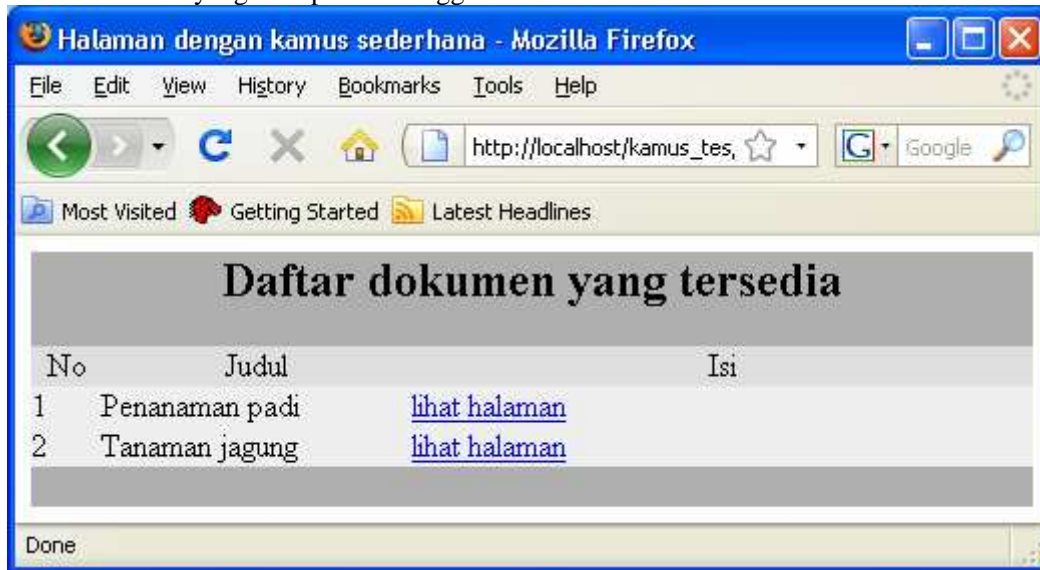 Halaman dengan kamus sederhana - Mozilla Firefox
File Edit View History Bookmarks Tools Help
http://localhost/kamus_tes, G Google
Most Visited Getting Started Latest Headlines
Daftar dokumen yang tersedia
No Judul Isi
1 Penanaman padi lihat halaman
2 Tanaman jagung lihat halaman
Done